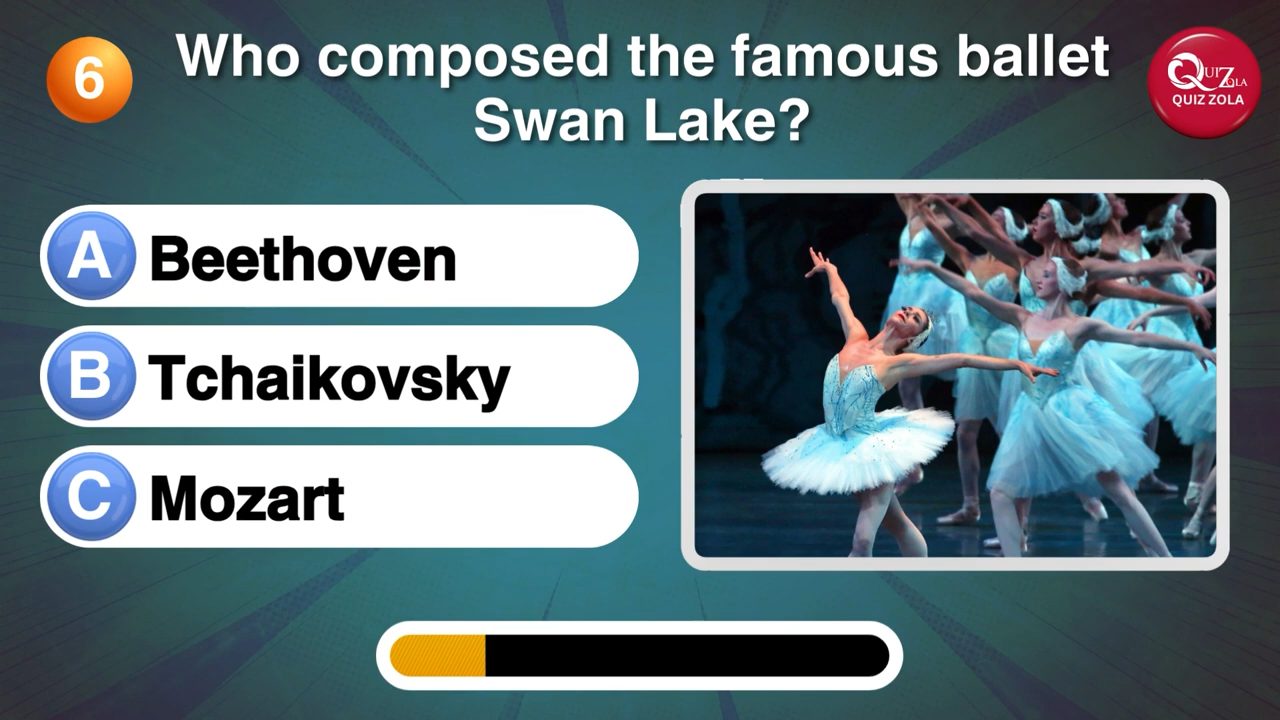 6
Who composed the famous ballet
Swan Lake?
QUIZ ZOLA
QUIZ ZOLA
A Beethoven
B Tchaikovsky
C Mozart